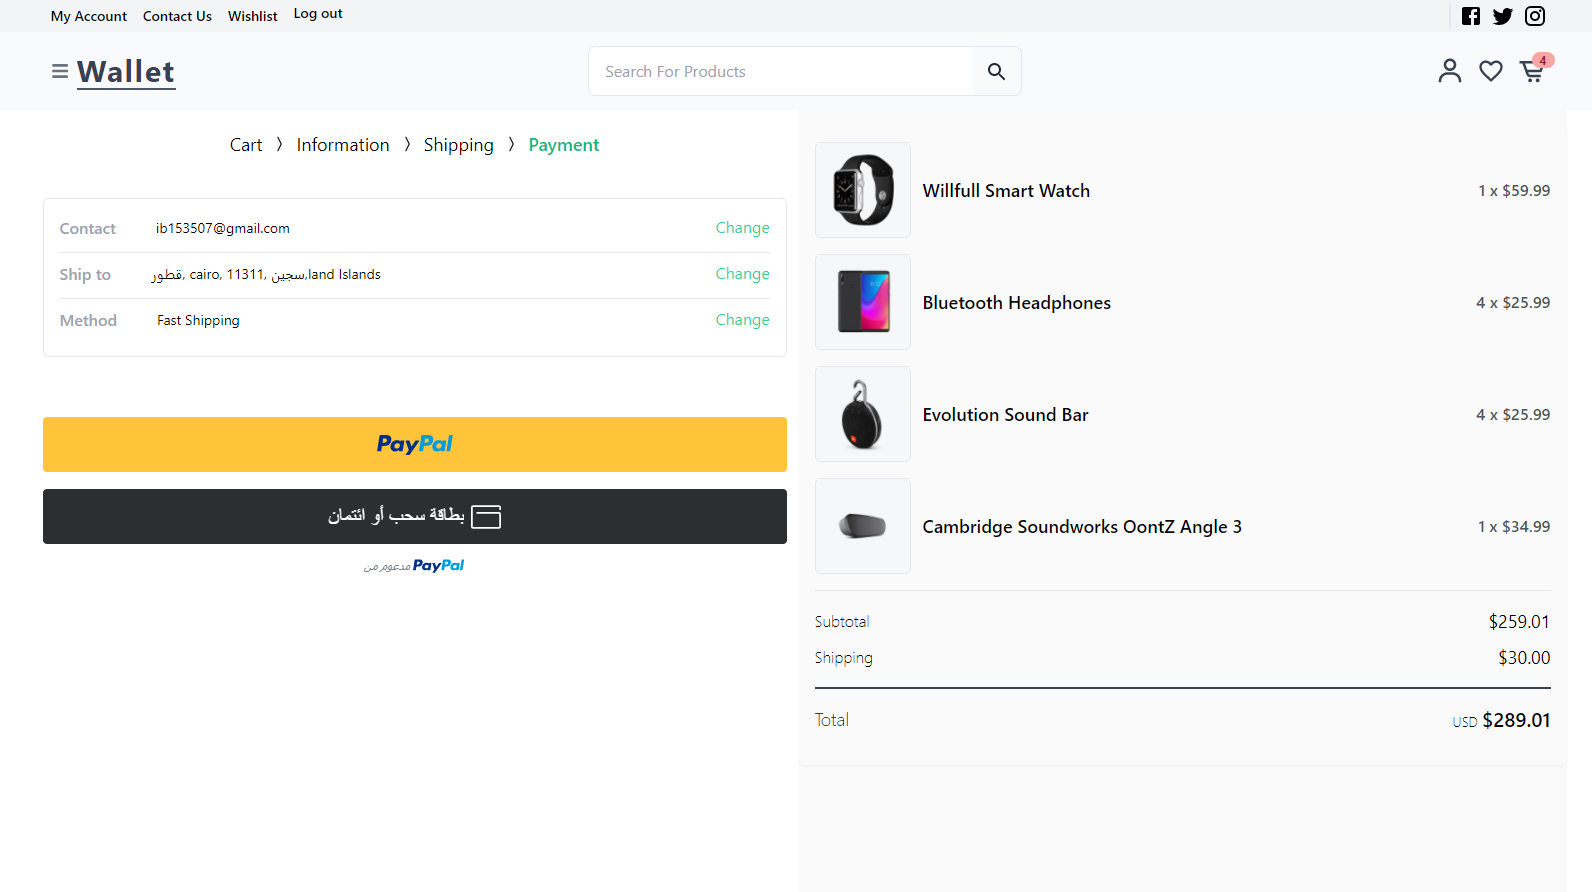 My Account Contact Us Wishlist Log out
Wallet
Search For Products
4
Cart 〉 Information 〉 Shipping 〉 Payment
Contact ib153507@gmail.com Change
Ship to قطور, cairo, 11311, سجين,land Islands Change
Method Fast Shipping Change
PayPal
بطاقة سحب أو ائتمان
مدعوم من PayPal
Willfull Smart Watch 1 x $59.99
Bluetooth Headphones 4 x $25.99
Evolution Sound Bar 4 x $25.99
Cambridge Soundworks OontZ Angle 3 1 x $34.99
Subtotal $259.01
Shipping $30.00
Total USD $289.01